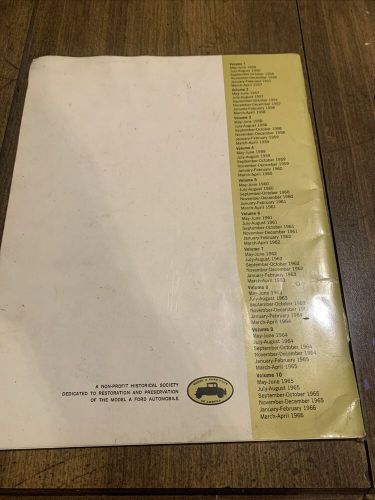 Volume 1
May-June 1956
July-August 1956
September-October 1956
November-December 1956
January-February 1957
March-April 1957
Volume 2
May-June 1957
July-August 1957
September-October 1957
November-December 1957
January-February 1958
March-April 1958
Volume 3
May-June 1958
July-August 1958
September-October 1958
November-December 1958
January-February 1959
March-April 1959
Volume 4
May-June 1959
July-August 1959
September-October 1959
November-December 1959
January-February 1960
March-April 1960
Volume 5
May-June 1960
July-August 1960
September-October 1960
November-December 1960
January-February 1961
March-April 1961
Volume 6
May-June 1961
July-August 1961
September-October 1961
November-December 1961
January-February 1962
March-April 1962
Volume 7
May-June 1962
July-August 1962
September-October 1962
November-December 1962
January-February 1963
March-April 1963
Volume 8
May-June 1963
July-August 1963
September-October 1963
November-December 1963
January-February 1964
March-April 1964
Volume 9
May-June 1964
July-August 1964
September-October 1964
November-December 1964
January-February 1965
March-April 1965
Volume 10
May-June 1965
July-August 1965
September-October 1965
November-December 1965
January-February 1966
March-April 1966
A NON-PROFIT HISTORICAL SOCIETY
DEDICATED TO RESTORATION AND PRESERVATION
OF THE MODEL A FORD AUTOMOBILE.
MODEL A
OF AMERICA